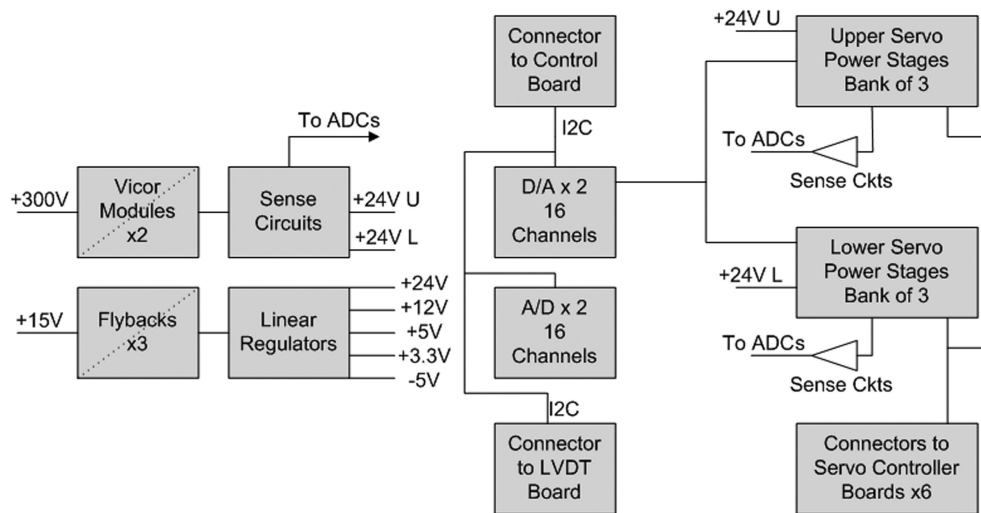 Connector
to Control
Board
+24V U
Upper Servo
Power Stages
Bank of 3
I2C
To ADCs
To ADCs
Sense Ckts
+300V
Vicor
Modules
x2
Sense
Circuits
+24V U
+24V L
D/A x 2
16
Channels
+24V L
Lower Servo
Power Stages
Bank of 3
+15V
Flybacks
x3
Linear
Regulators
+24V
+12V
+5V
+3.3V
-5V
A/D x 2
16
Channels
To ADCs
Sense Ckts
I2C
Connector
to LVDT
Board
Connectors to
Servo Controller
Boards x6